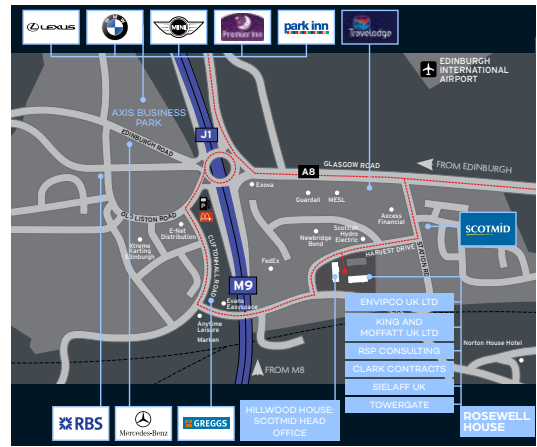 LEXUS
MINI
Premier Inn
park inn
Travelodge
EDINBURGH
INTERNATIONAL
AIRPORT
AXIS BUSINESS
PARK
J1
EDINBURGH ROAD
A8
GLASGOW ROAD
FROM EDINBURGH
Exova
Guardall
MESL
P
OLD LISTON ROAD
E-Net
Distribution
Xtreme
Karting
Edinburgh
CLIFTONHALL ROAD
Newbridge
Bond
Scottish
Hydro
Electric
Axcess
Financial
SCOTMID
HARVEST DRIVE
STATION RD
FedEx
M9
Evans
Easyspace
Anytime
Leisure
Marken
FROM M8
ENVIPCO UK LTD
KING AND
MOFFATT UK LTD
RSP CONSULTING
CLARK CONTRACTS
SIELAFF UK
TOWERGATE
Norton House Hotel
RBS
Mercedes-Benz
GREGGS
HILLWOOD HOUSE:
SCOTMID HEAD
OFFICE
ROSEWELL
HOUSE